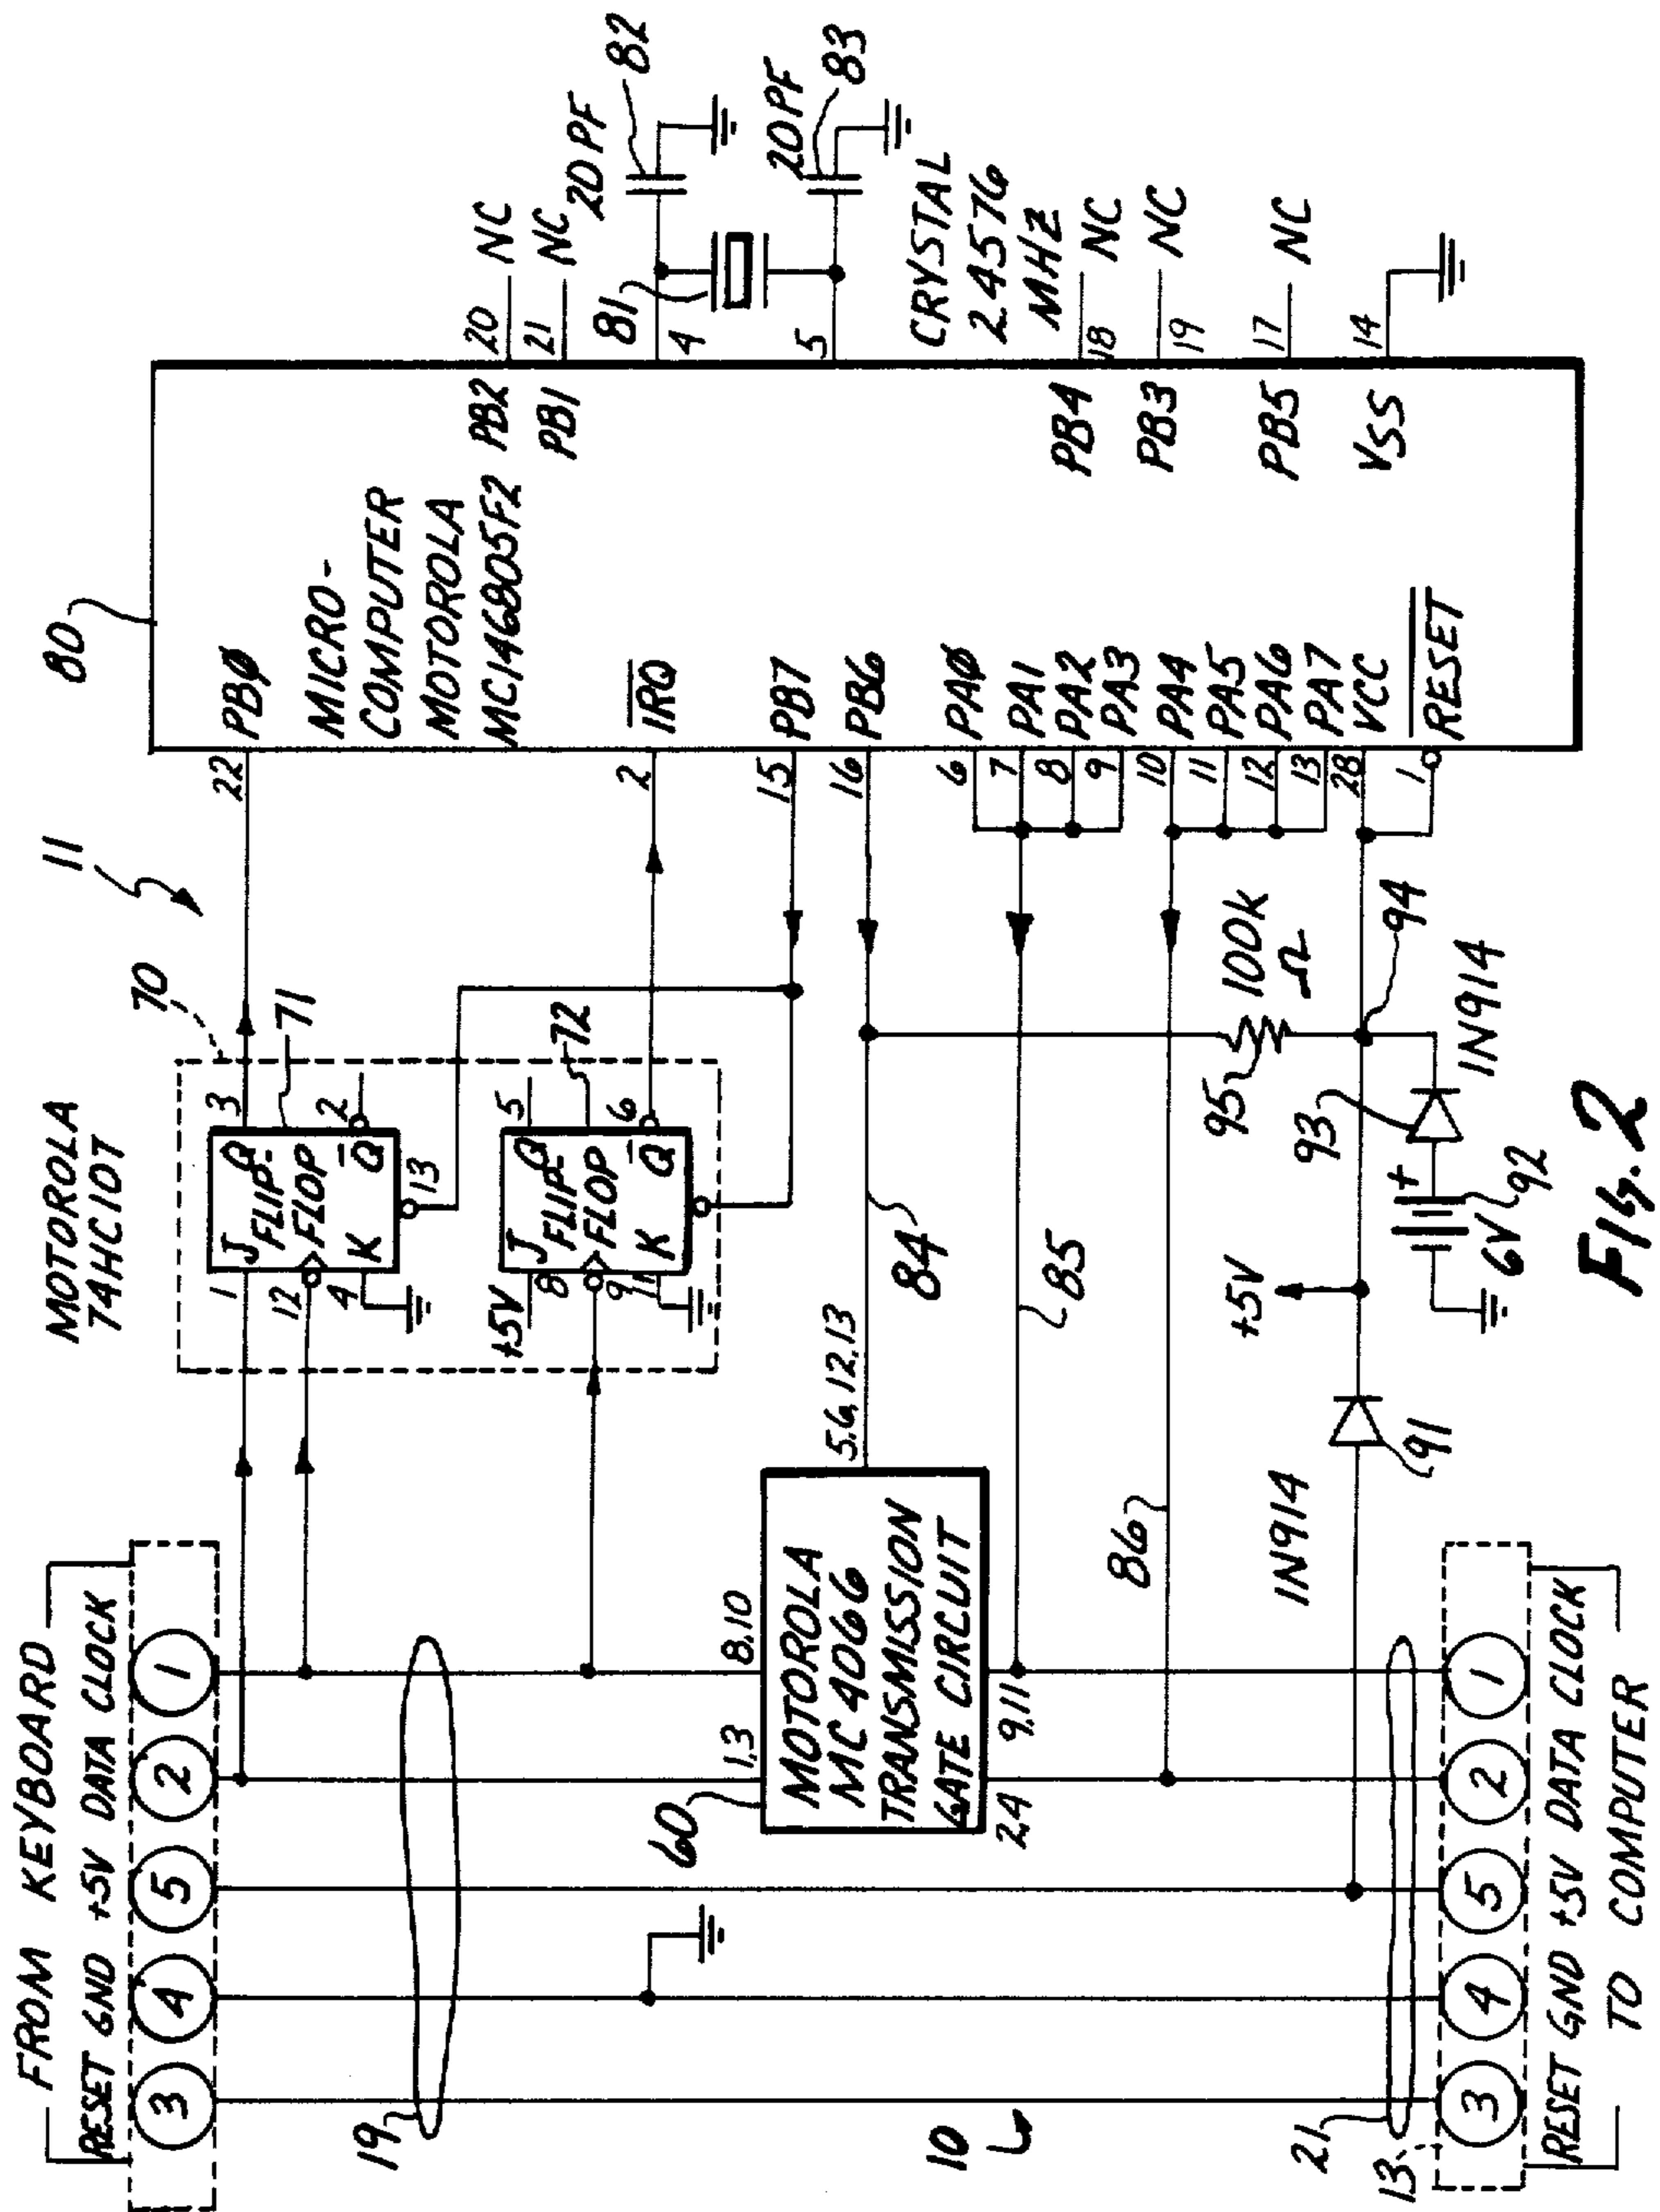 FROM KEYBOARD
RESET GND +5V DATA CLOCK
3 4 5 2 1
19
10
21
13
3 4 5 2 1
RESET GND +5V DATA CLOCK
TO COMPUTER
MOTOROLA
74HC107
70
11
1
J
Q
3
71
FLIP-
FLOP
12
4
K
Q
2
13
+5V
8
J
Q
5
72
FLIP-
FLOP
9
11
K
Q
6
60
1,3
8,10
MOTOROLA
MC 4066
TRANSMISSION
GATE CIRCUIT
2,4
9,11
5,6,12,13
84
85
86
1N914
91
+5V
95
100K
Ω
94
93
1N914
6V
+
92
80
22
PBØ
MICRO-
COMPUTER
MOTOROLA
MC146805F2
2
IRQ
15
PB7
16
PB6
6
PAØ
7
PA1
8
PA2
9
PA3
10
PA4
11
PA5
12
PA6
13
PA7
28
VCC
1
RESET
PB2
20
NC
PB1
21
NC
81
4
20PF
82
5
20PF
83
CRYSTAL
2.4576
MHZ
PB4
18
NC
PB3
19
NC
PB5
17
NC
VSS
14
FIG. 2